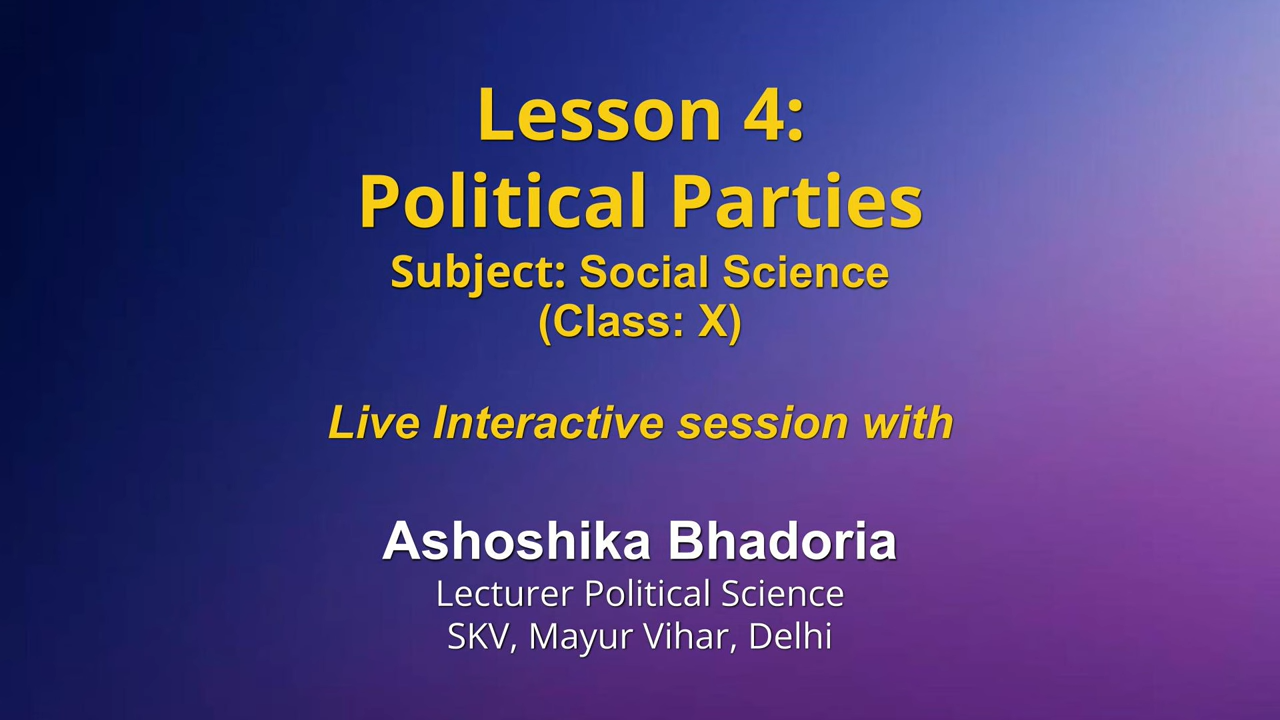 Lesson 4:
Political Parties
Subject: Social Science
(Class: X)
Live Interactive session with
Ashoshika Bhadoria
Lecturer Political Science
SKV, Mayur Vihar, Delhi